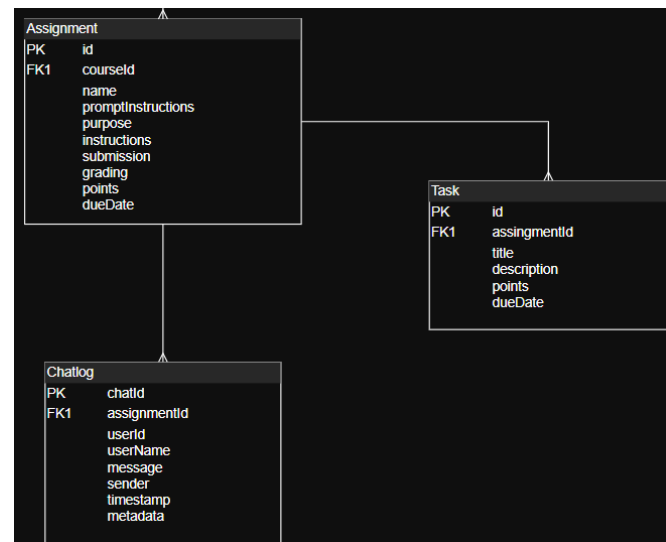 Assignment
PK id
FK1 courseId
name
promptInstructions
purpose
instructions
submission
grading
points
dueDate
Task
PK id
FK1 assingmentId
title
description
points
dueDate
Chatlog
PK chatId
FK1 assignmentId
userId
userName
message
sender
timestamp
metadata